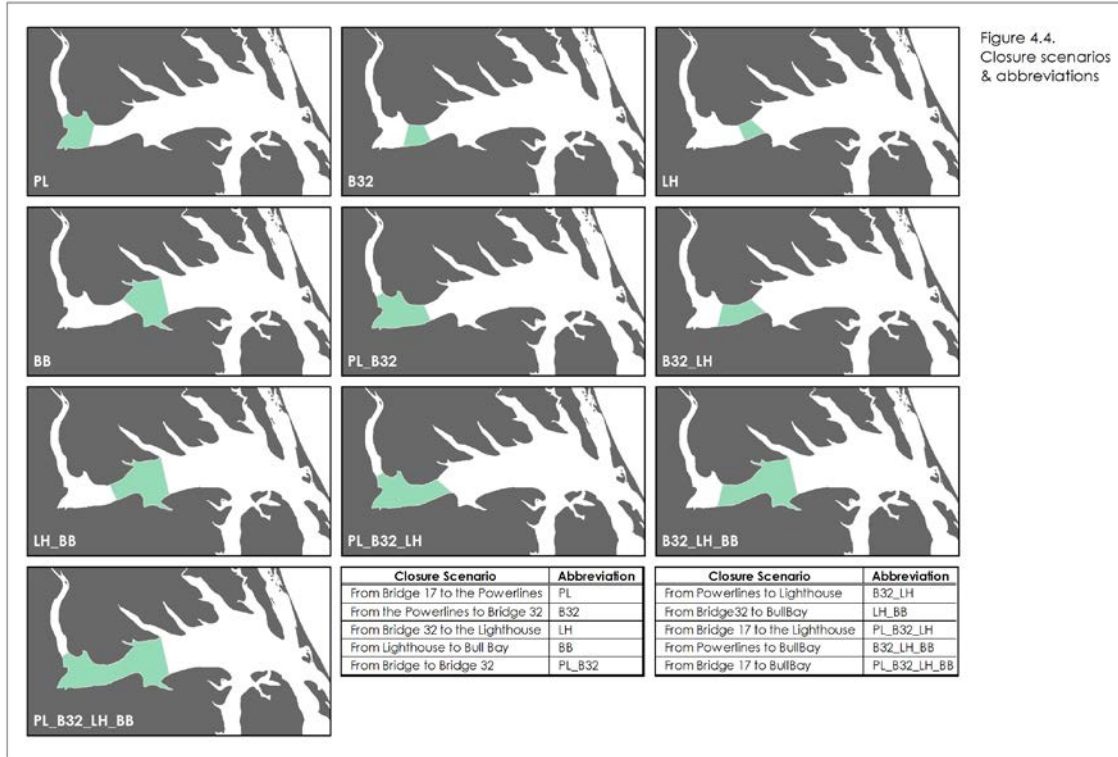 Figure 4.4.
Closure scenarios
& abbreviations
PL
B32
LH
BB
PL_B32
B32_LH
LH_BB
PL_B32_LH
B32_LH_BB
PL_B32_LH_BB
Closure Scenario Abbreviation
From Bridge 17 to the Powerlines PL
From the Powerlines to Bridge 32 B32
From Bridge 32 to the Lighthouse LH
From Lighthouse to Bull Bay BB
From Bridge to Bridge 32 PL_B32
Closure Scenario Abbreviation
From Powerlines to Lighthouse B32_LH
From Bridge32 to BullBay LH_BB
From Bridge 17 to the Lighthouse PL_B32_LH
From Powerlines to BullBay B32_LH_BB
From Bridge 17 to BullBay PL_B32_LH_BB